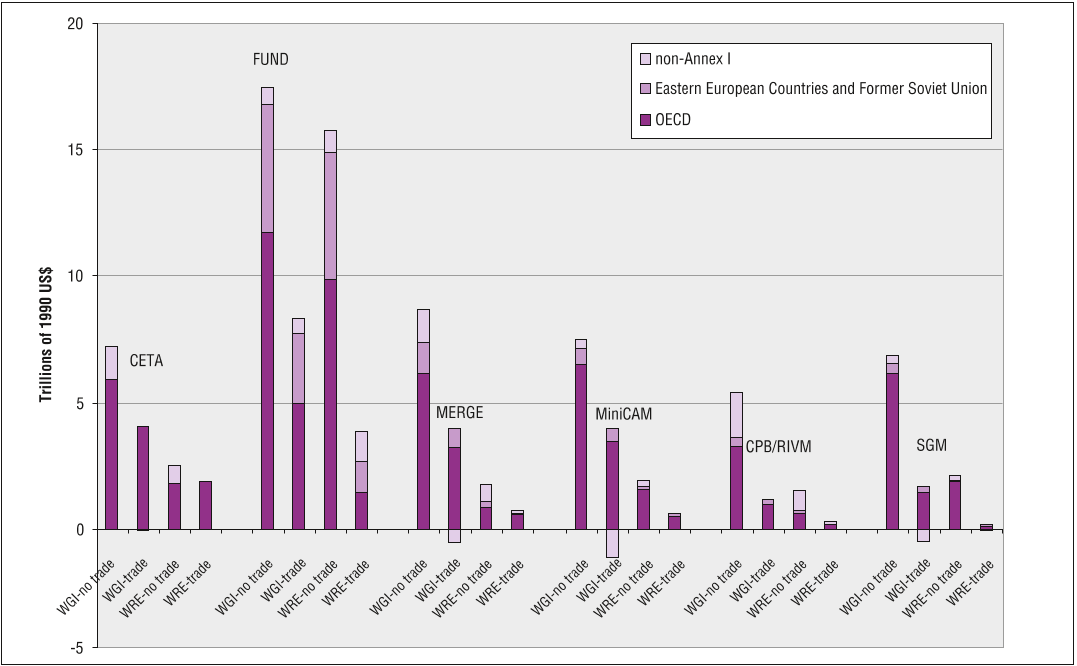 20
15
10
5
0
-5
Trillions of 1990 US$
non-Annex I
Eastern European Countries and Former Soviet Union
OECD
FUND
CETA
MERGE
MiniCAM
CPB/RIVM
SGM
WGI-no trade
WGI-trade
WRE-no trade
WRE-trade
WGI-no trade
WGI-trade
WRE-no trade
WRE-trade
WGI-no trade
WGI-trade
WRE-no trade
WRE-trade
WGI-no trade
WGI-trade
WRE-no trade
WRE-trade
WGI-no trade
WGI-trade
WRE-no trade
WRE-trade
WGI-no trade
WGI-trade
WRE-no trade
WRE-trade